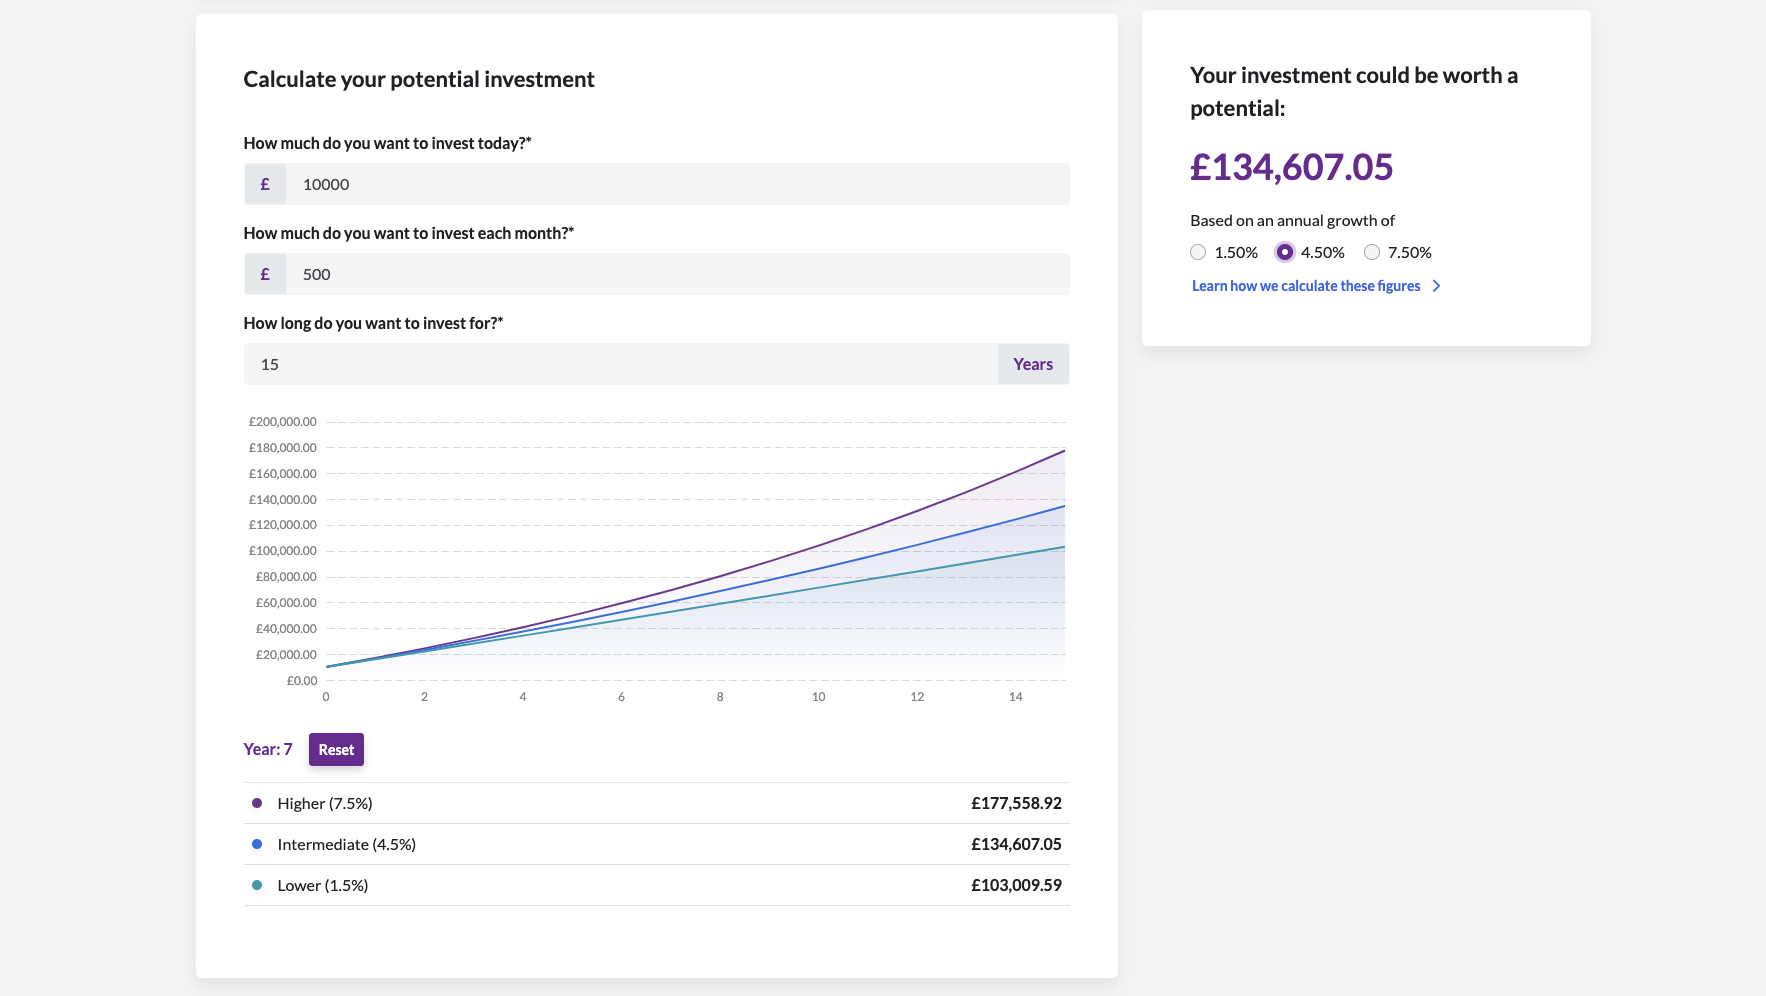 Calculate your potential investment
How much do you want to invest today?*
£ 10000
How much do you want to invest each month?*
£ 500
How long do you want to invest for?*
15 Years
£200,000.00
£180,000.00
£160,000.00
£140,000.00
£120,000.00
£100,000.00
£80,000.00
£60,000.00
£40,000.00
£20,000.00
£0.00
0 2 4 6 8 10 12 14
Year: 7 Reset
Higher (7.5%) £177,558.92
Intermediate (4.5%) £134,607.05
Lower (1.5%) £103,009.59
Your investment could be worth a
potential:
£134,607.05
Based on an annual growth of
1.50% 4.50% 7.50%
Learn how we calculate these figures